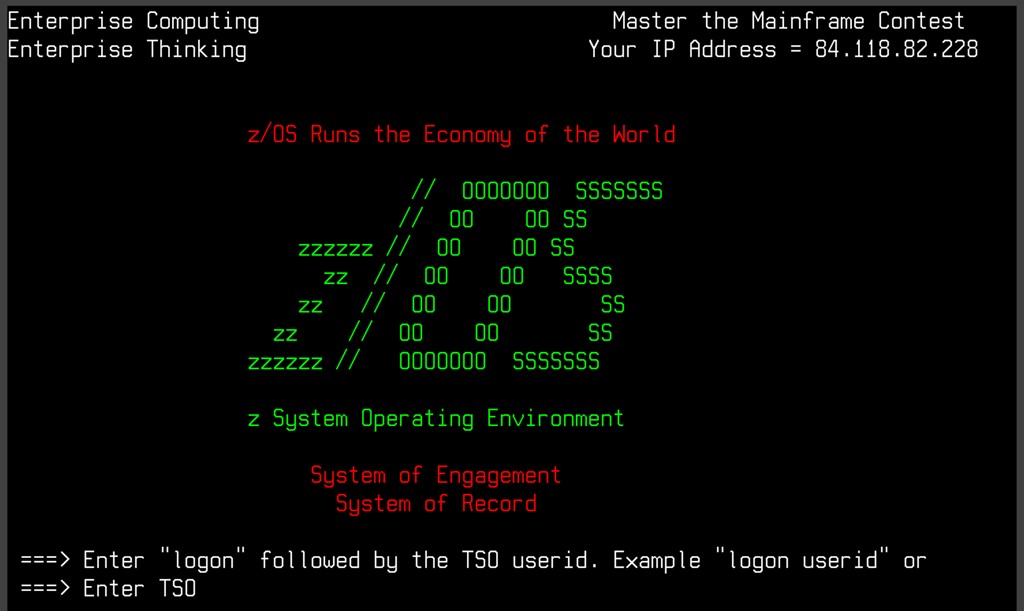 Enterprise Computing Master the Mainframe Contest
Enterprise Thinking Your IP Address = 84.118.82.228
z/OS Runs the Economy of the World
// OOOOOOO SSSSSSS
// OO OO SS
zzzzzz // OO OO SS
zz // OO OO SSSS
zz // OO OO SS
zz // OO OO SS
zzzzzz // OOOOOOO SSSSSSS
z System Operating Environment
System of Engagement
System of Record
===> Enter "logon" followed by the TSO userid. Example "logon userid" or
===> Enter TSO